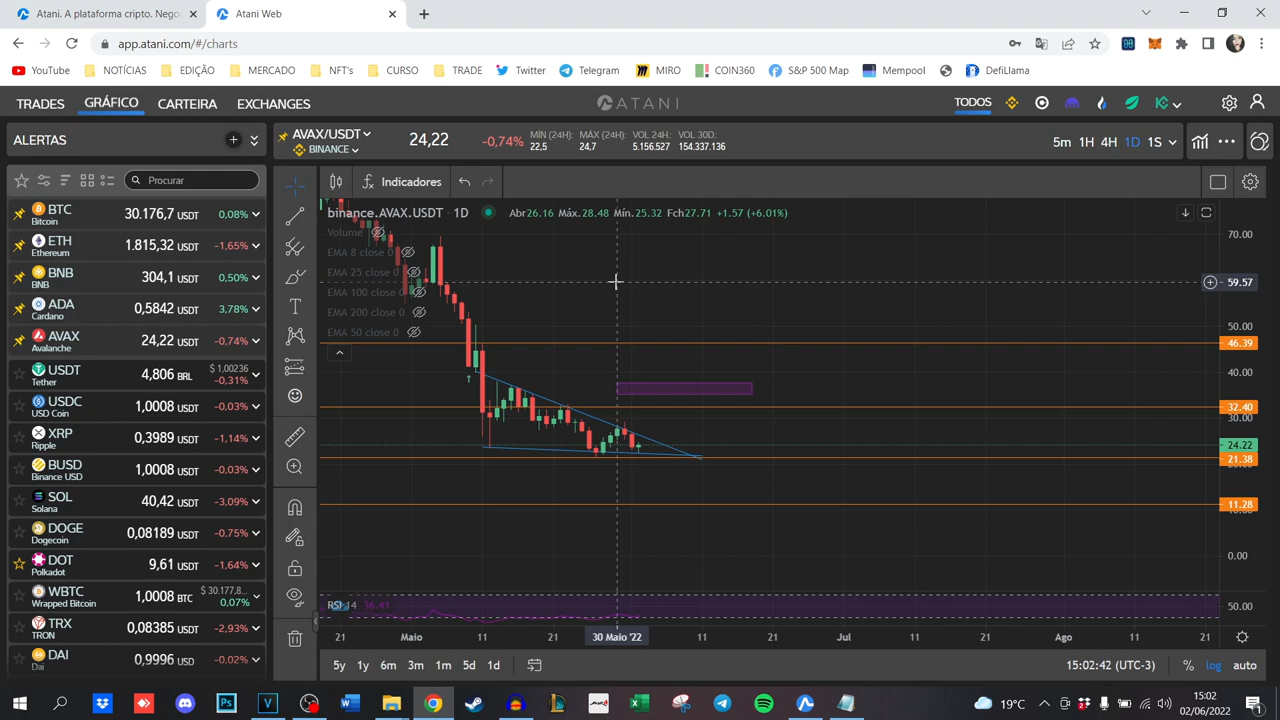 Atani. A plataforma cripto. Nego
Atani Web
app.atani.com/#/charts
YouTube NOTÍCIAS EDIÇÃO MERCADO NFT's CURSO TRADE Twitter Telegram MIRO COIN360 S&P 500 Map Mempool DefiLlama
TRADES GRÁFICO CARTEIRA EXCHANGES ATANI TODOS
ALERTAS
AVAX/USDT
BINANCE
24,22 -0,74%
MÍN (24H): 22,5
MÁX (24H): 24,7
VOL 24H.: 5.156.527
VOL 30D.: 154.337.136
5m 1H 4H 1D 1S
Procurar
Indicadores
BTC Bitcoin 30.176,7 USDT 0,08%
ETH Ethereum 1.815,32 USDT -1,65%
BNB BNB 304,1 USDT 0,50%
ADA Cardano 0,5842 USDT 3,78%
AVAX Avalanche 24,22 USDT -0,74%
USDT Tether 4,806 BRL $ 1,00236 -0,31%
USDC USD Coin 1,0008 USDT -0,03%
XRP Ripple 0,3989 USDT -1,14%
BUSD Binance USD 1,0008 USDT -0,03%
SOL Solana 40,42 USDT -3,09%
DOGE Dogecoin 0,08189 USDT -0,75%
DOT Polkadot 9,61 USDT -1,64%
WBTC Wrapped Bitcoin 1,0008 BTC $ 30.177,8... 0,07%
TRX TRON 0,08385 USDT -2,93%
DAI Dai 0,9996 USD -0,02%
binance.AVAX.USDT · 1D Abr26.16 Máx.28.48 Mín.25.32 Fch27.71 +1.57 (+6.01%)
Volume
EMA 8 close 0
EMA 25 close 0
EMA 100 close 0
EMA 200 close 0
EMA 50 close 0
70.00
59.57
50.00
46.39
40.00
32.40
30.00
24.22
21.38
11.28
0.00
RSI 14 36.41
50.00
21 Maio 11 21 30 Maio '22 11 21 Jul 11 21 Ago 11 21
5y 1y 6m 3m 1m 5d 1d
15:02:42 (UTC-3) % log auto
19°C
15:02
02/06/2022